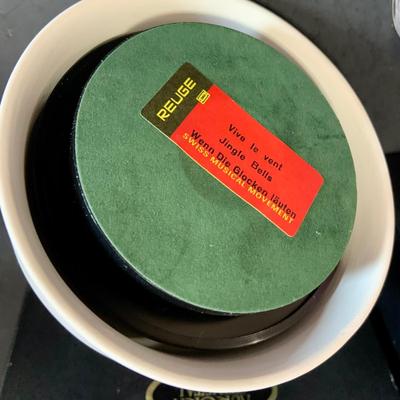 REUGE
Vive le vent
Jingle Bells
Wenn Die Glocken läuten
SWISS MUSICAL MOVEMENT